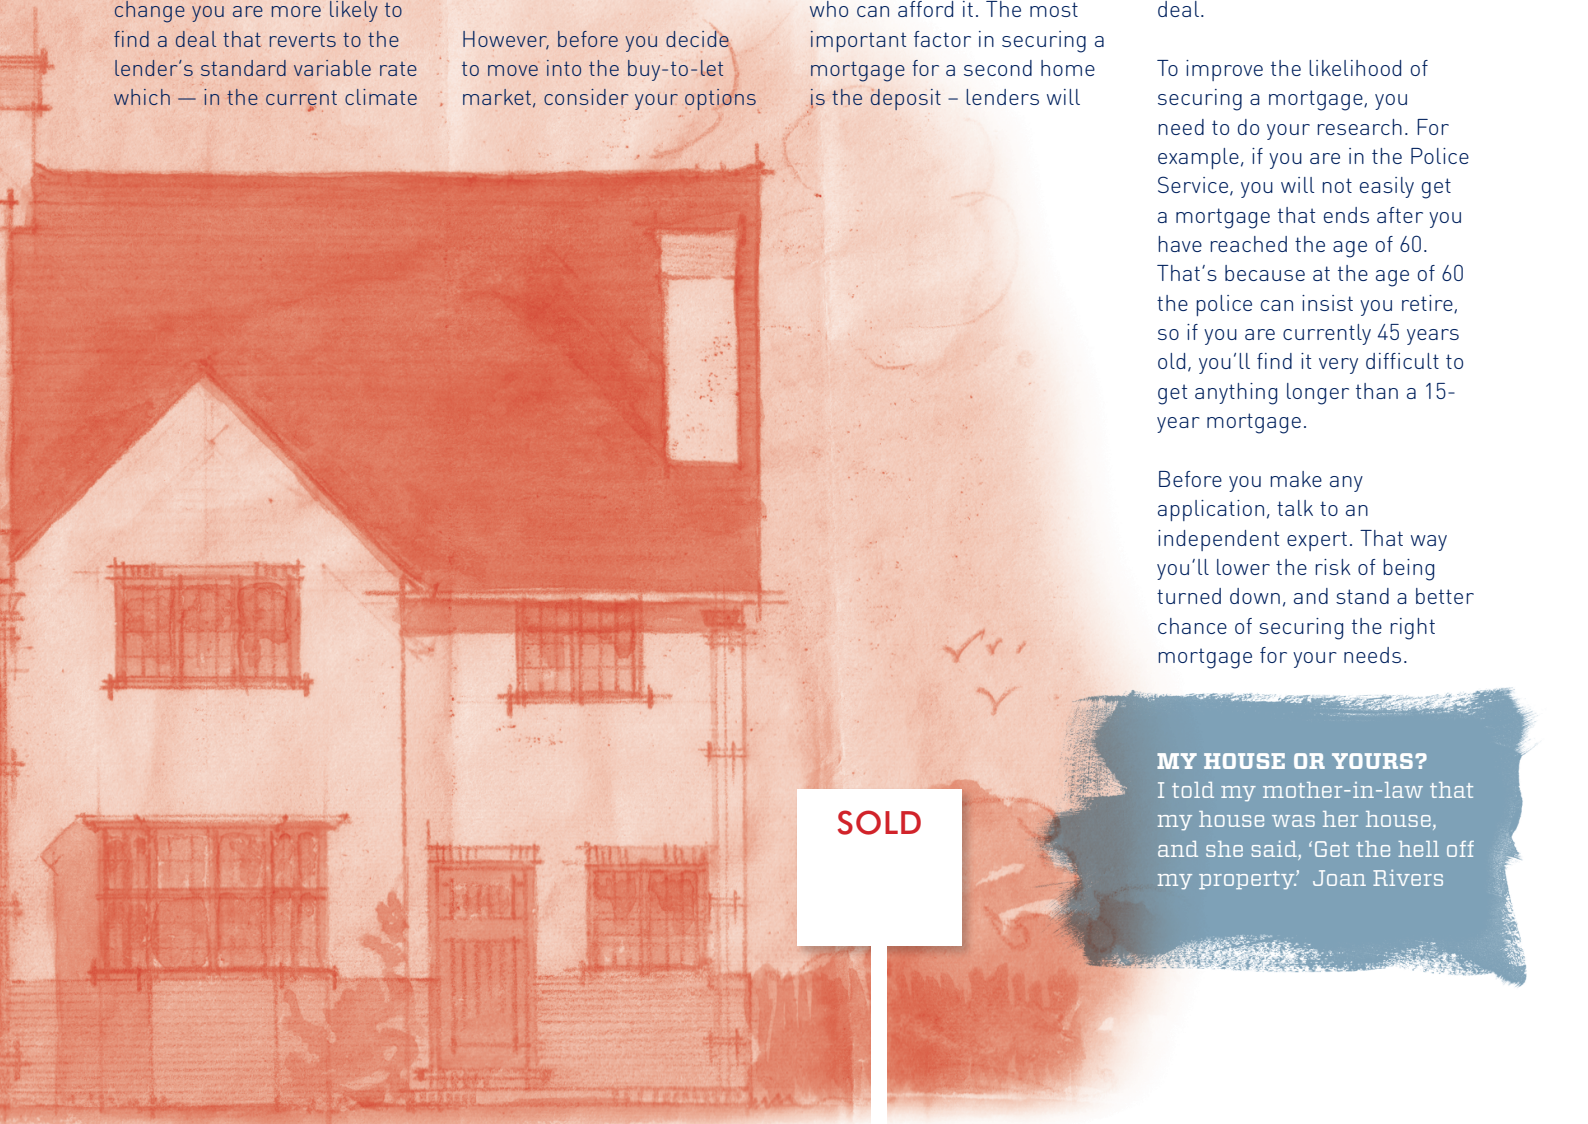 change you are more likely to
find a deal that reverts to the
lender's standard variable rate
which — in the current climate
However, before you decide
to move into the buy-to-let
market, consider your options
who can afford it. The most
important factor in securing a
mortgage for a second home
is the deposit – lenders will
deal.
To improve the likelihood of
securing a mortgage, you
need to do your research. For
example, if you are in the Police
Service, you will not easily get
a mortgage that ends after you
have reached the age of 60.
That's because at the age of 60
the police can insist you retire,
so if you are currently 45 years
old, you'll find it very difficult to
get anything longer than a 15-
year mortgage.
Before you make any
application, talk to an
independent expert. That way
you'll lower the risk of being
turned down, and stand a better
chance of securing the right
mortgage for your needs.
MY HOUSE OR YOURS?
I told my mother-in-law that
my house was her house,
and she said, 'Get the hell off
my property.'  Joan Rivers
SOLD